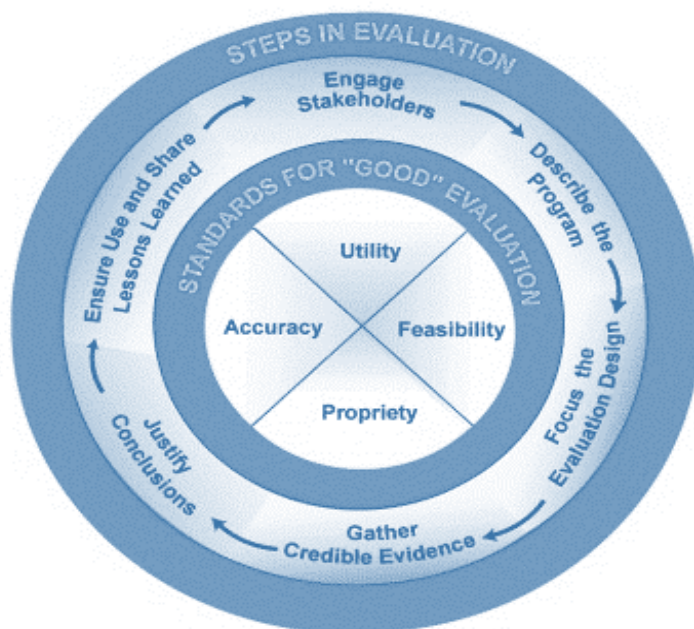 STEPS IN EVALUATION
Engage
Stakeholders
Describe the
Program
Focus the
Evaluation Design
Gather
Credible Evidence
Justify
Conclusions
Ensure Use and Share
Lessons Learned
STANDARDS FOR "GOOD" EVALUATION
Utility
Accuracy
Feasibility
Propriety